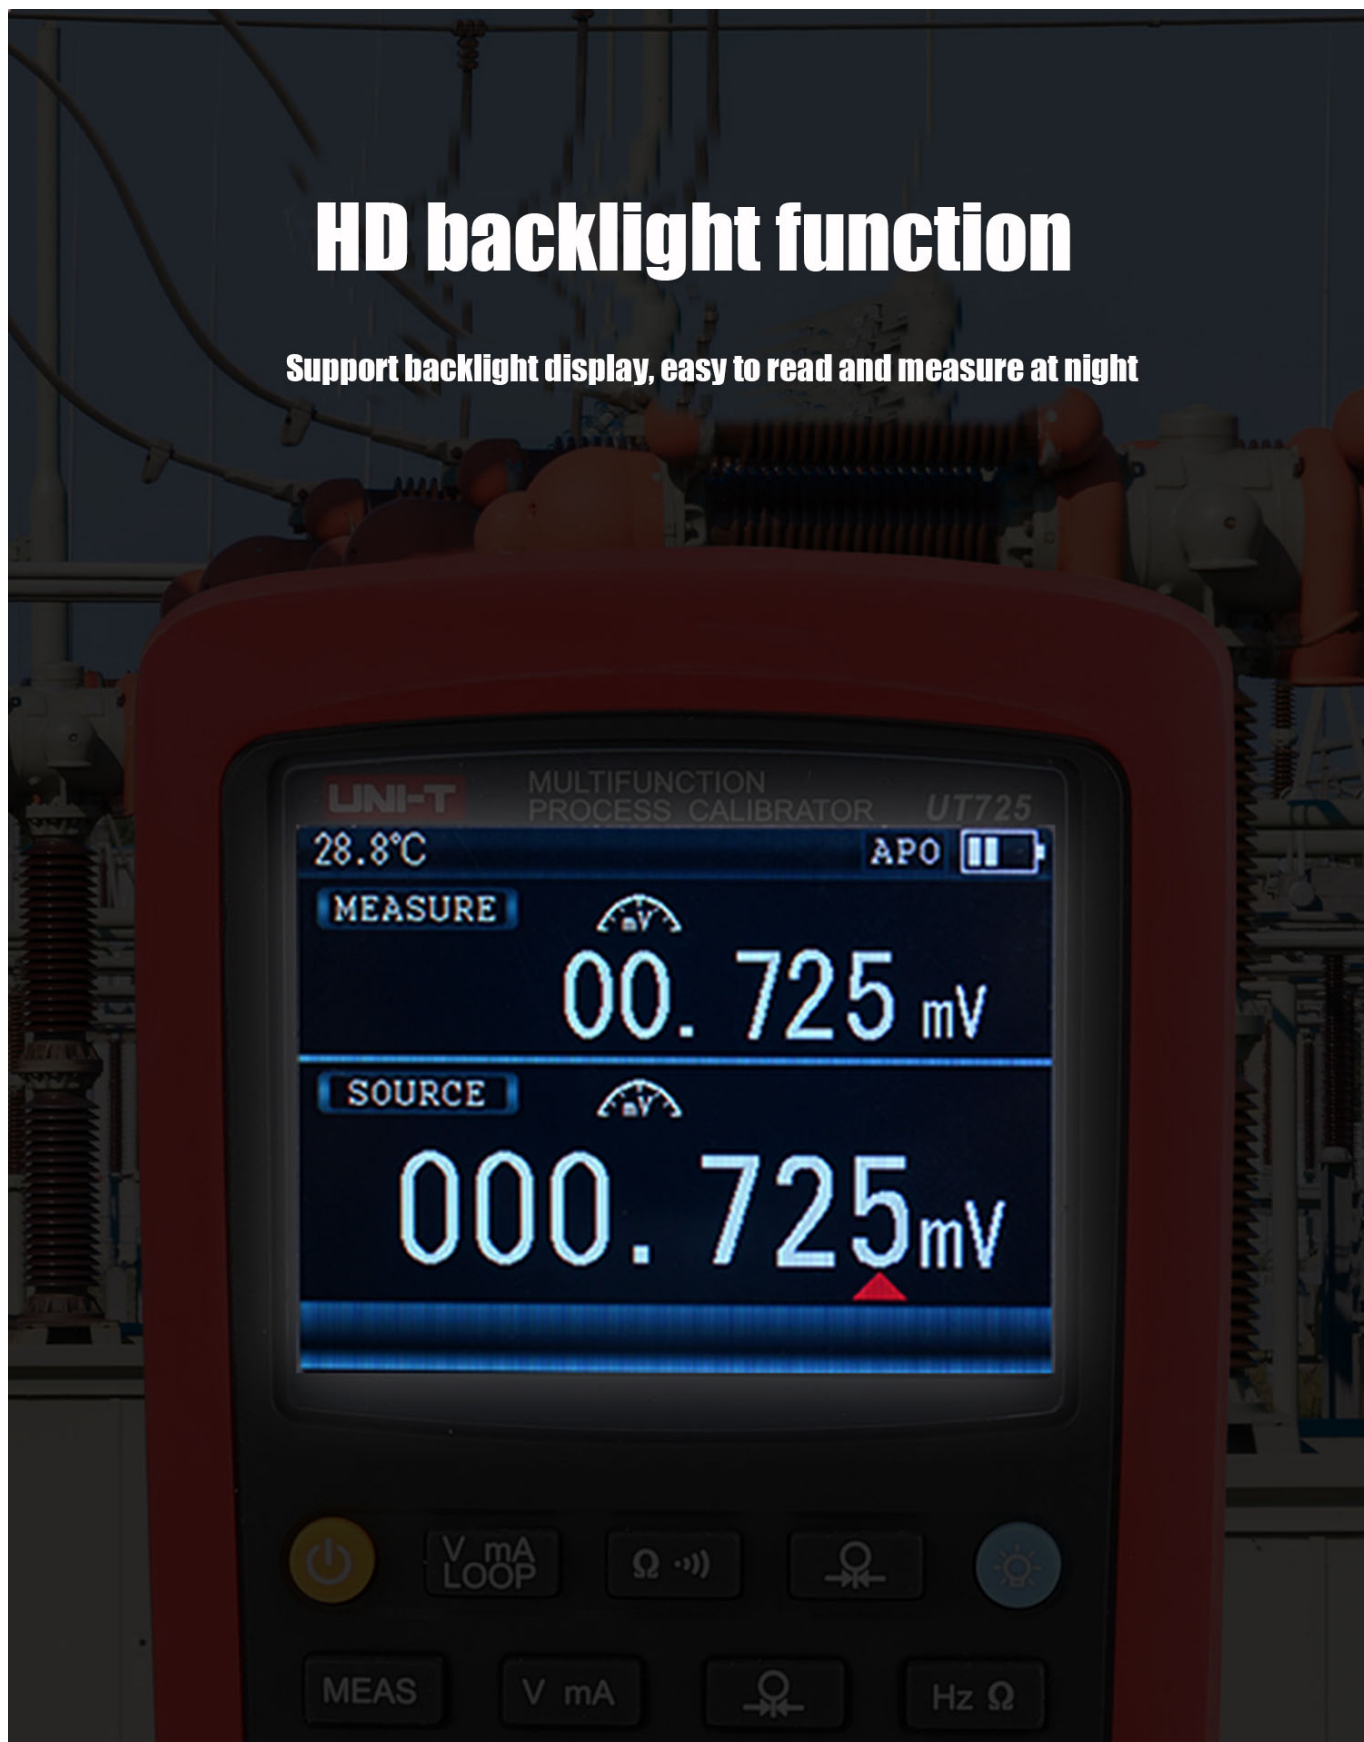 HD backlight function
Support backlight display, easy to read and measure at night
UNI-T
MULTIFUNCTION
PROCESS CALIBRATOR
UT725
28.8℃
APO
MEASURE
mV
00.725 mV
SOURCE
mV
000.725mV
V mA
LOOP
Ω
MEAS
V mA
Hz Ω